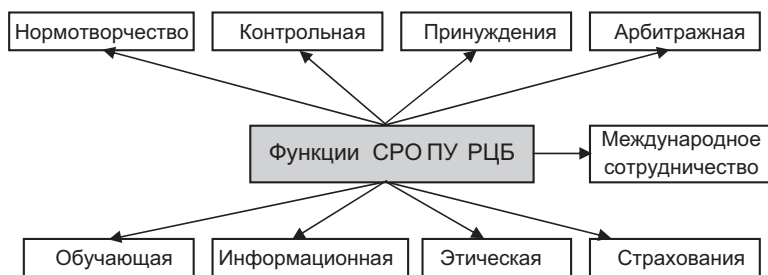 Нормотворчество
Контрольная
Принуждения
Арбитражная
Функции СРО ПУ РЦБ
Международное
сотрудничество
Обучающая
Информационная
Этическая
Страхования